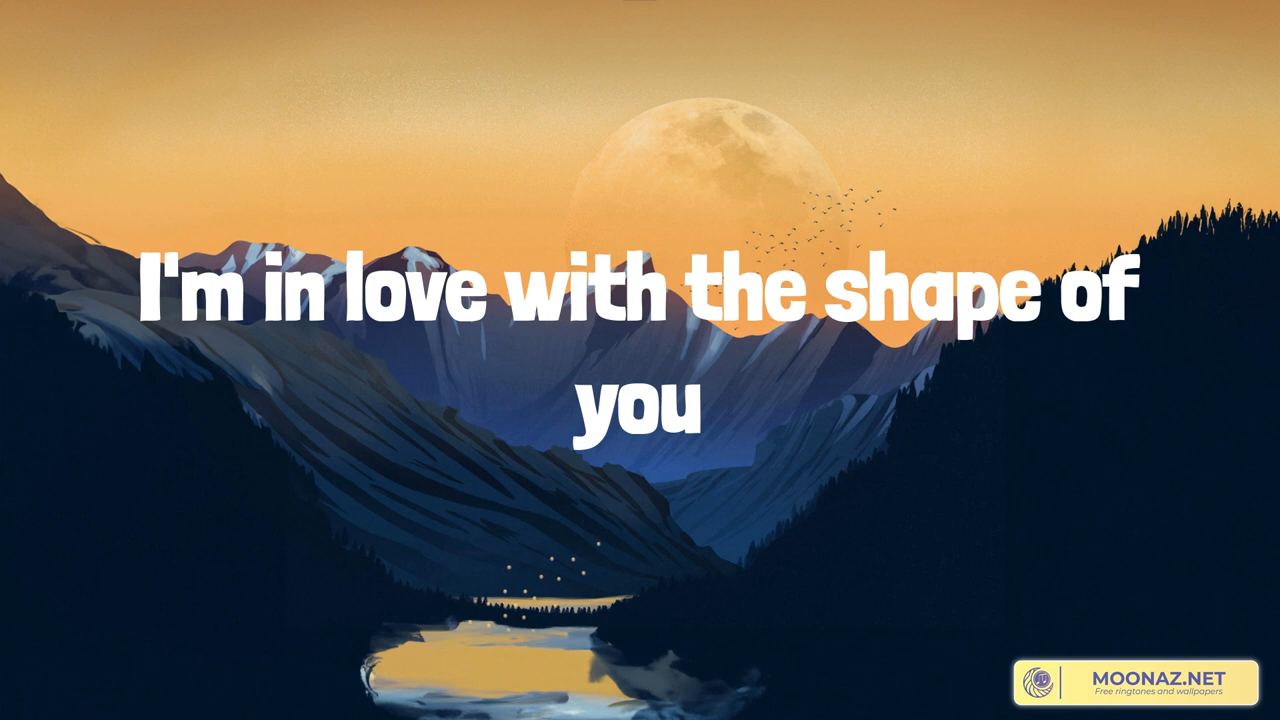 I'm in love with the shape of
you
MOONAZ.NET
Free ringtones and wallpapers